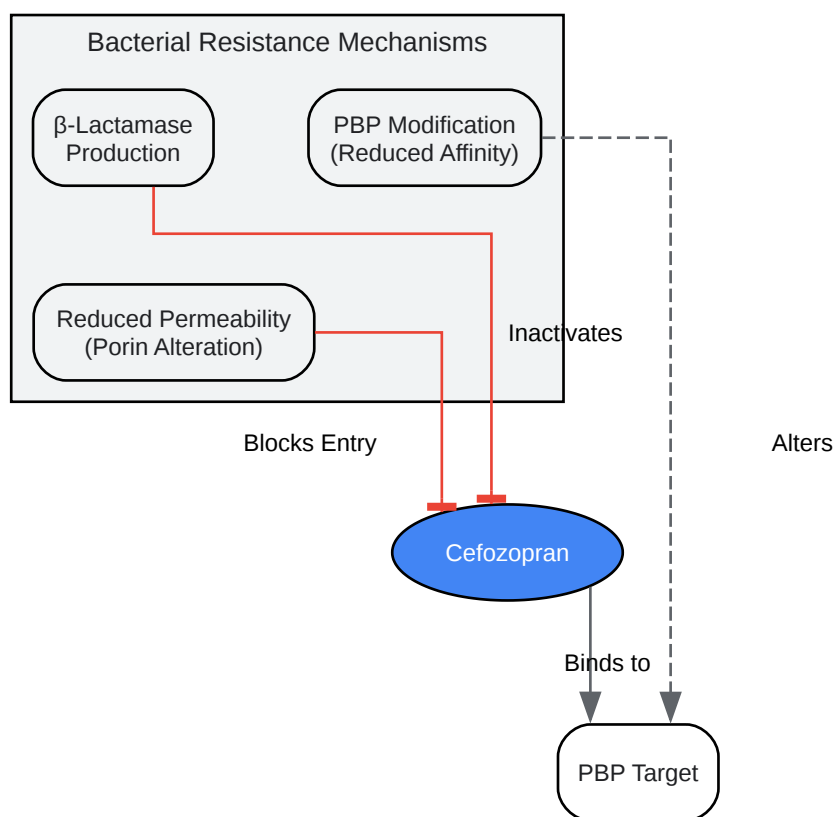 Bacterial Resistance Mechanisms
β-Lactamase
Production
PBP Modification
(Reduced Affinity)
Reduced Permeability
(Porin Alteration)
Inactivates
Blocks Entry
Alters
Cefozopran
Binds to
PBP Target